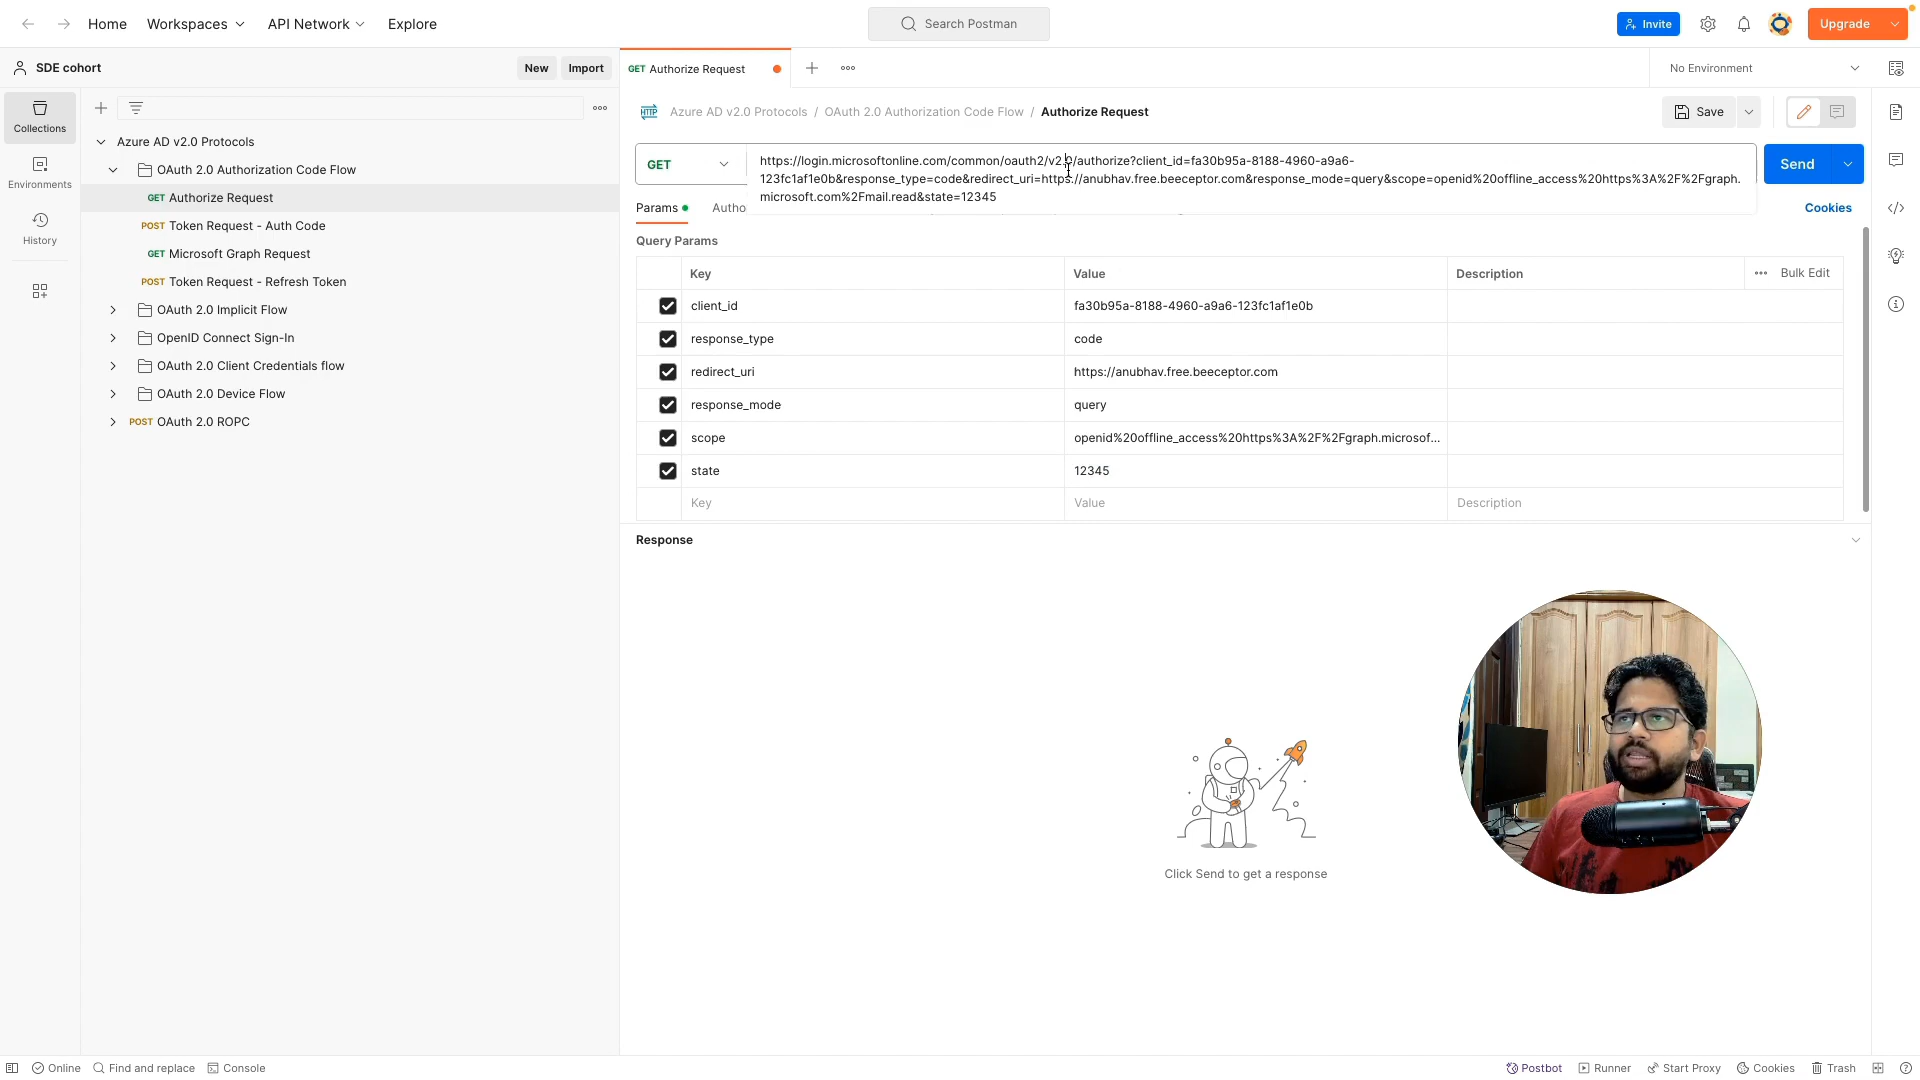 Home
Workspaces
API Network
Explore
Search Postman
Invite
Upgrade
SDE cohort
New
Import
GET Authorize Request
No Environment
Collections
Environments
History
Azure AD v2.0 Protocols
OAuth 2.0 Authorization Code Flow
GET Authorize Request
POST Token Request - Auth Code
GET Microsoft Graph Request
POST Token Request - Refresh Token
OAuth 2.0 Implicit Flow
OpenID Connect Sign-In
OAuth 2.0 Client Credentials flow
OAuth 2.0 Device Flow
POST OAuth 2.0 ROPC
HTTP Azure AD v2.0 Protocols / OAuth 2.0 Authorization Code Flow / Authorize Request
Save
GET
https://login.microsoftonline.com/common/oauth2/v2.0/authorize?client_id=fa30b95a-8188-4960-a9a6-
123fc1af1e0b&response_type=code&redirect_uri=https://anubhav.free.beeceptor.com&response_mode=query&scope=openid%20offline_access%20https%3A%2F%2Fgraph.
microsoft.com%2Fmail.read&state=12345
Send
Params
Autho
Cookies
Query Params
Key Value Description Bulk Edit
client_id fa30b95a-8188-4960-a9a6-123fc1af1e0b
response_type code
redirect_uri https://anubhav.free.beeceptor.com
response_mode query
scope openid%20offline_access%20https%3A%2F%2Fgraph.microsof...
state 12345
Key Value Description
Response
Click Send to get a response
Online
Find and replace
Console
Postbot
Runner
Start Proxy
Cookies
Trash